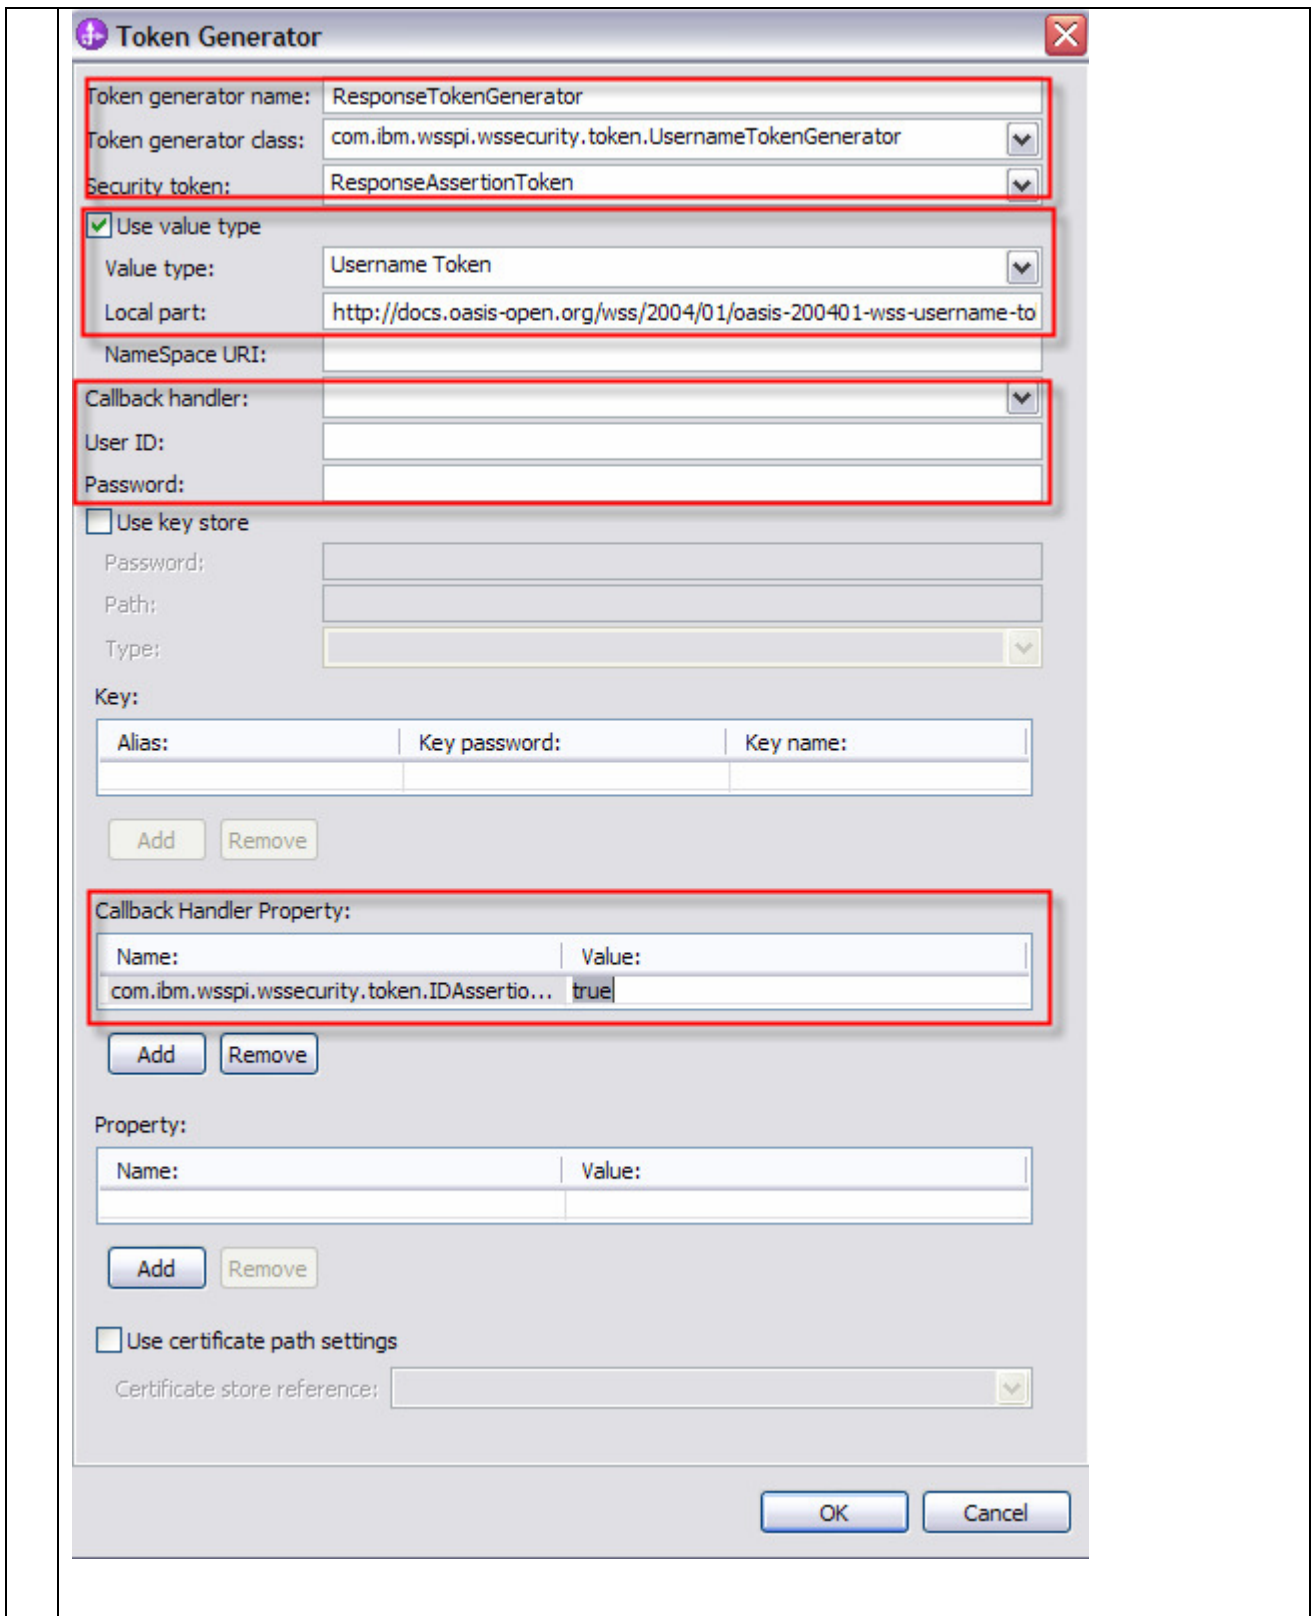 Token Generator
Token generator name: ResponseTokenGenerator
Token generator class: com.ibm.wsspi.wssecurity.token.UsernameTokenGenerator
Security token: ResponseAssertionToken
Use value type
Value type: Username Token
Local part: http://docs.oasis-open.org/wss/2004/01/oasis-200401-wss-username-to
NameSpace URI:
Callback handler:
User ID:
Password:
Use key store
Password:
Path:
Type:
Key:
Alias: Key password: Key name:
Add Remove
Callback Handler Property:
Name: Value:
com.ibm.wsspi.wssecurity.token.IDAssertio... true
Add Remove
Property:
Name: Value:
Add Remove
Use certificate path settings
Certificate store reference:
OK Cancel